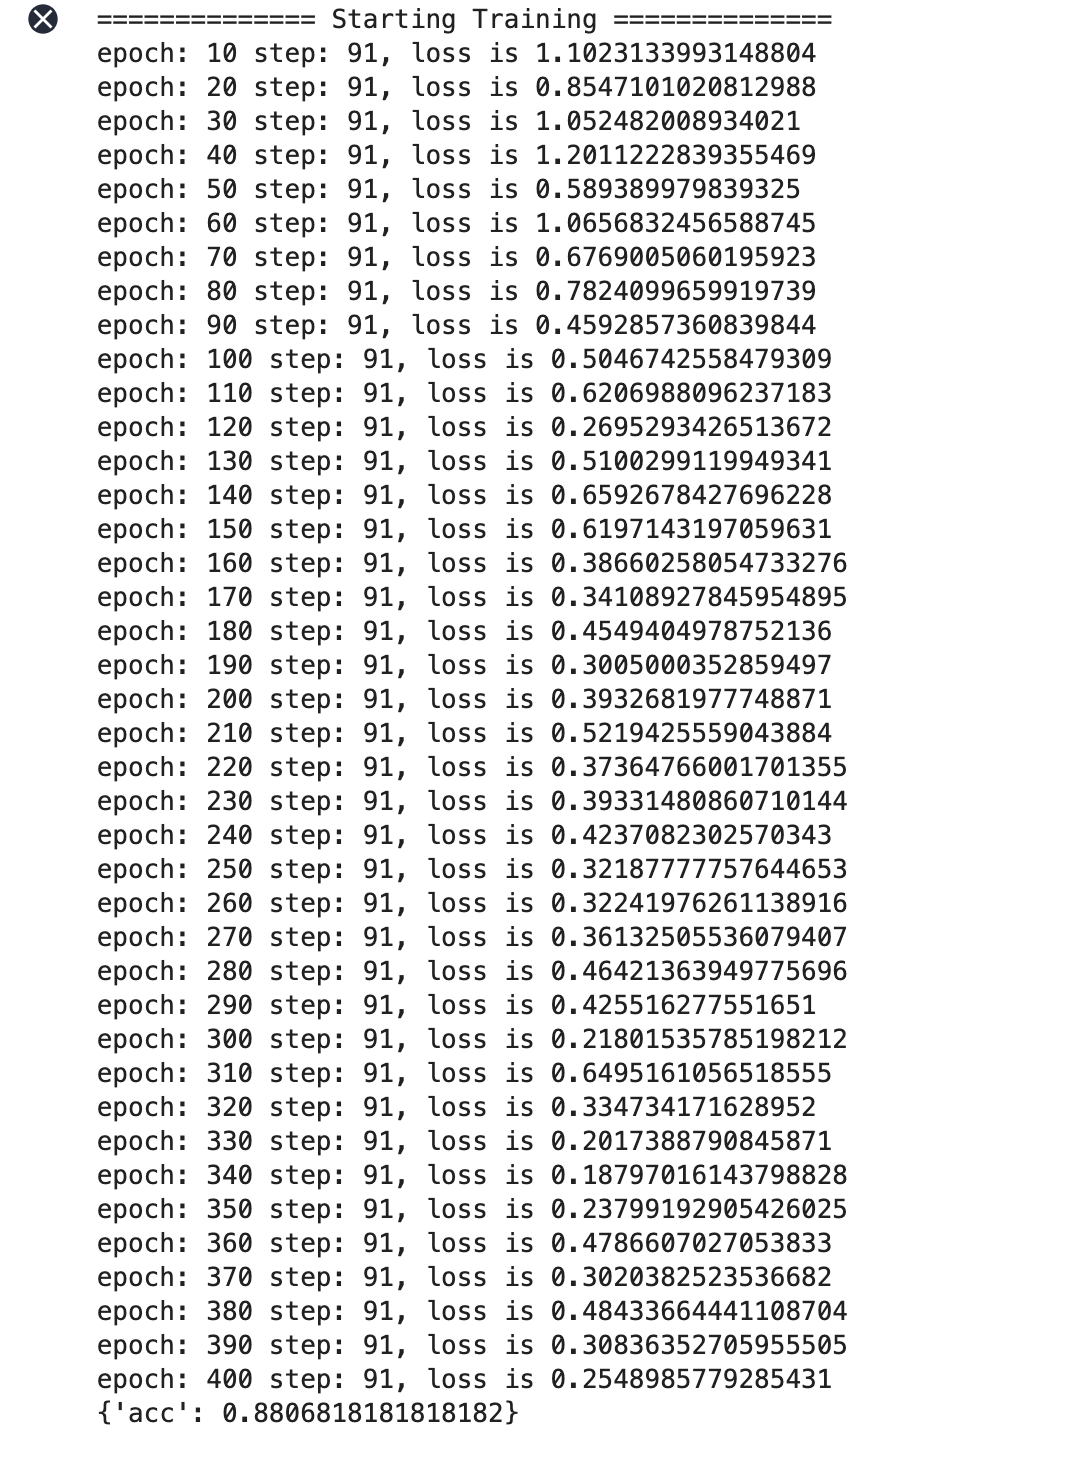 ============== Starting Training ==============
epoch: 10 step: 91, loss is 1.1023133993148804
epoch: 20 step: 91, loss is 0.8547101020812988
epoch: 30 step: 91, loss is 1.052482008934021
epoch: 40 step: 91, loss is 1.2011222839355469
epoch: 50 step: 91, loss is 0.589389979839325
epoch: 60 step: 91, loss is 1.0656832456588745
epoch: 70 step: 91, loss is 0.6769005060195923
epoch: 80 step: 91, loss is 0.7824099659919739
epoch: 90 step: 91, loss is 0.4592857360839844
epoch: 100 step: 91, loss is 0.5046742558479309
epoch: 110 step: 91, loss is 0.6206988096237183
epoch: 120 step: 91, loss is 0.2695293426513672
epoch: 130 step: 91, loss is 0.5100299119949341
epoch: 140 step: 91, loss is 0.6592678427696228
epoch: 150 step: 91, loss is 0.6197143197059631
epoch: 160 step: 91, loss is 0.38660258054733276
epoch: 170 step: 91, loss is 0.34108927845954895
epoch: 180 step: 91, loss is 0.4549404978752136
epoch: 190 step: 91, loss is 0.3005000352859497
epoch: 200 step: 91, loss is 0.3932681977748871
epoch: 210 step: 91, loss is 0.5219425559043884
epoch: 220 step: 91, loss is 0.37364766001701355
epoch: 230 step: 91, loss is 0.39331480860710144
epoch: 240 step: 91, loss is 0.4237082302570343
epoch: 250 step: 91, loss is 0.32187777757644653
epoch: 260 step: 91, loss is 0.32241976261138916
epoch: 270 step: 91, loss is 0.36132505536079407
epoch: 280 step: 91, loss is 0.46421363949775696
epoch: 290 step: 91, loss is 0.425516277551651
epoch: 300 step: 91, loss is 0.21801535785198212
epoch: 310 step: 91, loss is 0.6495161056518555
epoch: 320 step: 91, loss is 0.334734171628952
epoch: 330 step: 91, loss is 0.2017388790845871
epoch: 340 step: 91, loss is 0.18797016143798828
epoch: 350 step: 91, loss is 0.23799192905426025
epoch: 360 step: 91, loss is 0.4786607027053833
epoch: 370 step: 91, loss is 0.3020382523536682
epoch: 380 step: 91, loss is 0.48433664441108704
epoch: 390 step: 91, loss is 0.30836352705955505
epoch: 400 step: 91, loss is 0.2548985779285431
{'acc': 0.8806818181818182}